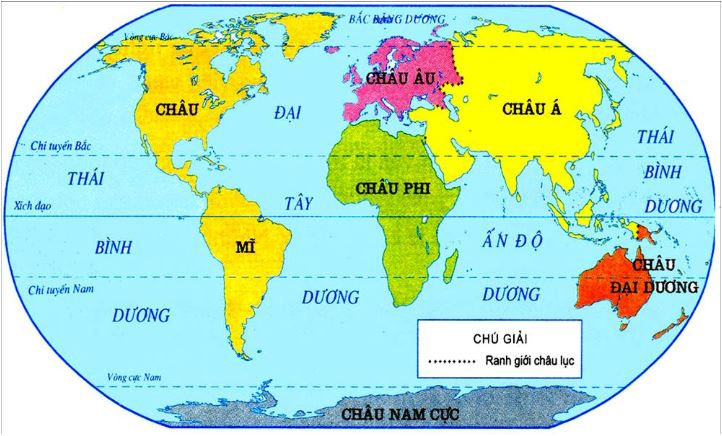 BẮC BĂNG DƯƠNG
Vòng cực Bắc
CHÂU ÂU
CHÂU
ĐẠI
CHÂU Á
THÁI
Chí tuyến Bắc
THÁI
BÌNH
CHÂU PHI
TÂY
DƯƠNG
Xích đạo
BÌNH
MĨ
ẤN ĐỘ
CHÂU
ĐẠI DƯƠNG
Chí tuyến Nam
DƯƠNG
DƯƠNG
DƯƠNG
CHÚ GIẢI
Ranh giới châu lục
Vòng cực Nam
CHÂU NAM CỰC